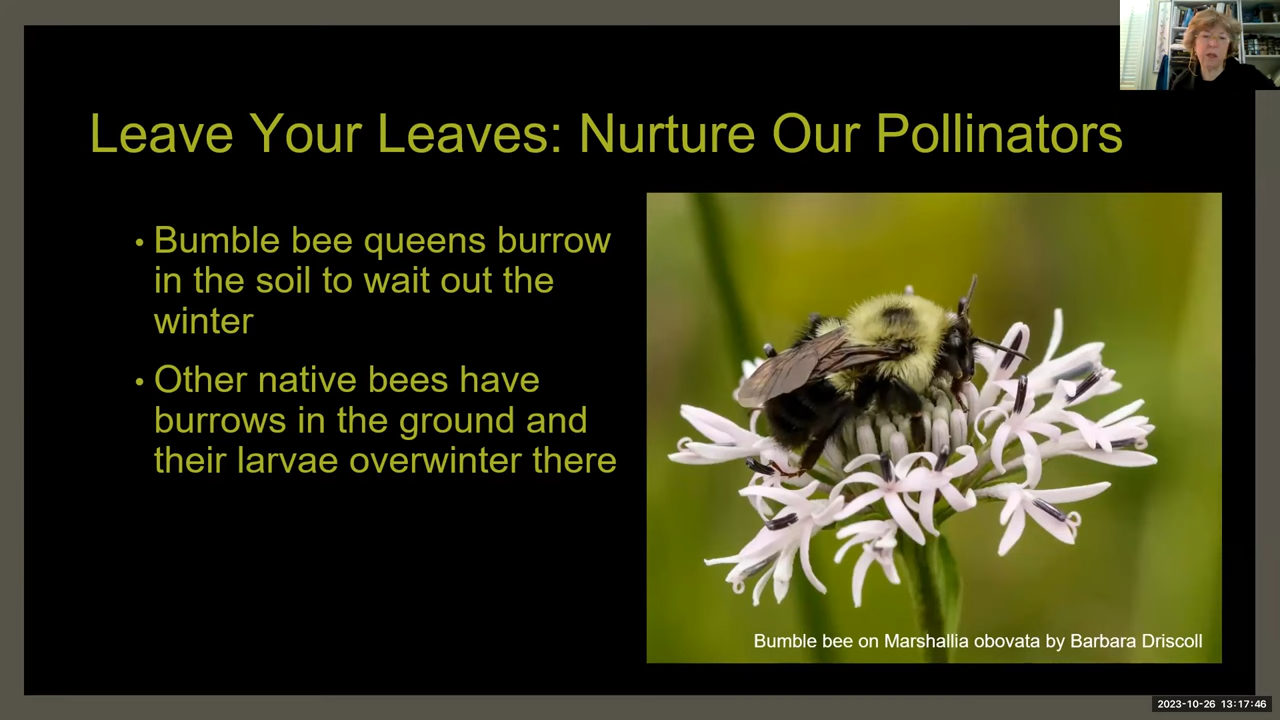 Leave Your Leaves: Nurture Our Pollinators
• Bumble bee queens burrow
in the soil to wait out the
winter
• Other native bees have
burrows in the ground and
their larvae overwinter there
Bumble bee on Marshallia obovata by Barbara Driscoll
2023-10-26 13:17:46